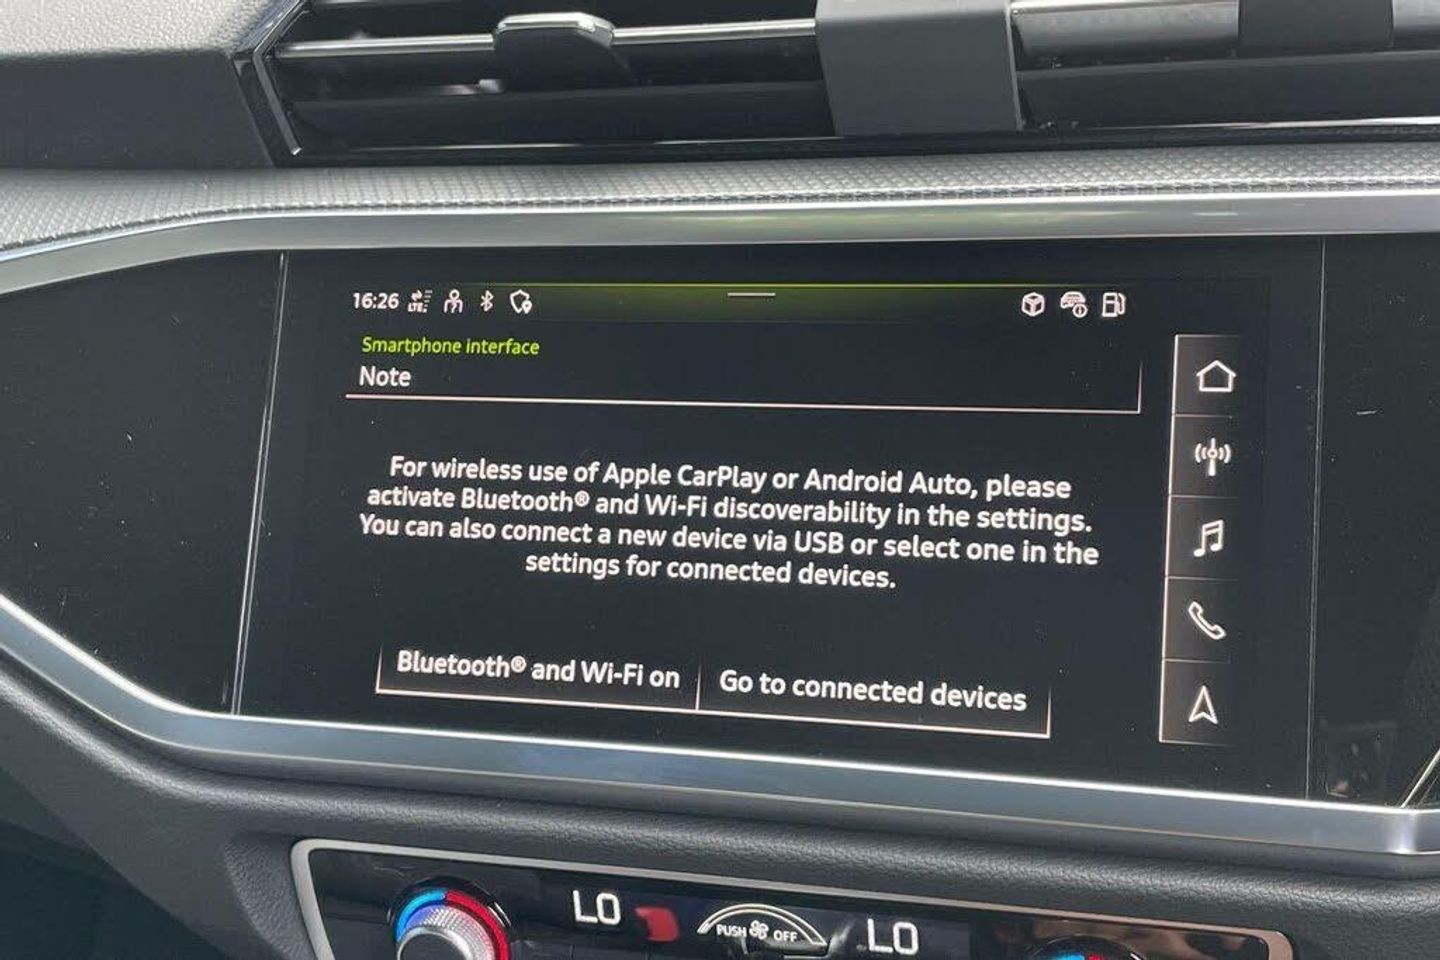 16:26 LTE
Smartphone interface
Note
For wireless use of Apple CarPlay or Android Auto, please
activate Bluetooth® and Wi-Fi discoverability in the settings.
You can also connect a new device via USB or select one in the
settings for connected devices.
Bluetooth® and Wi-Fi on Go to connected devices
LO PUSH OFF LO